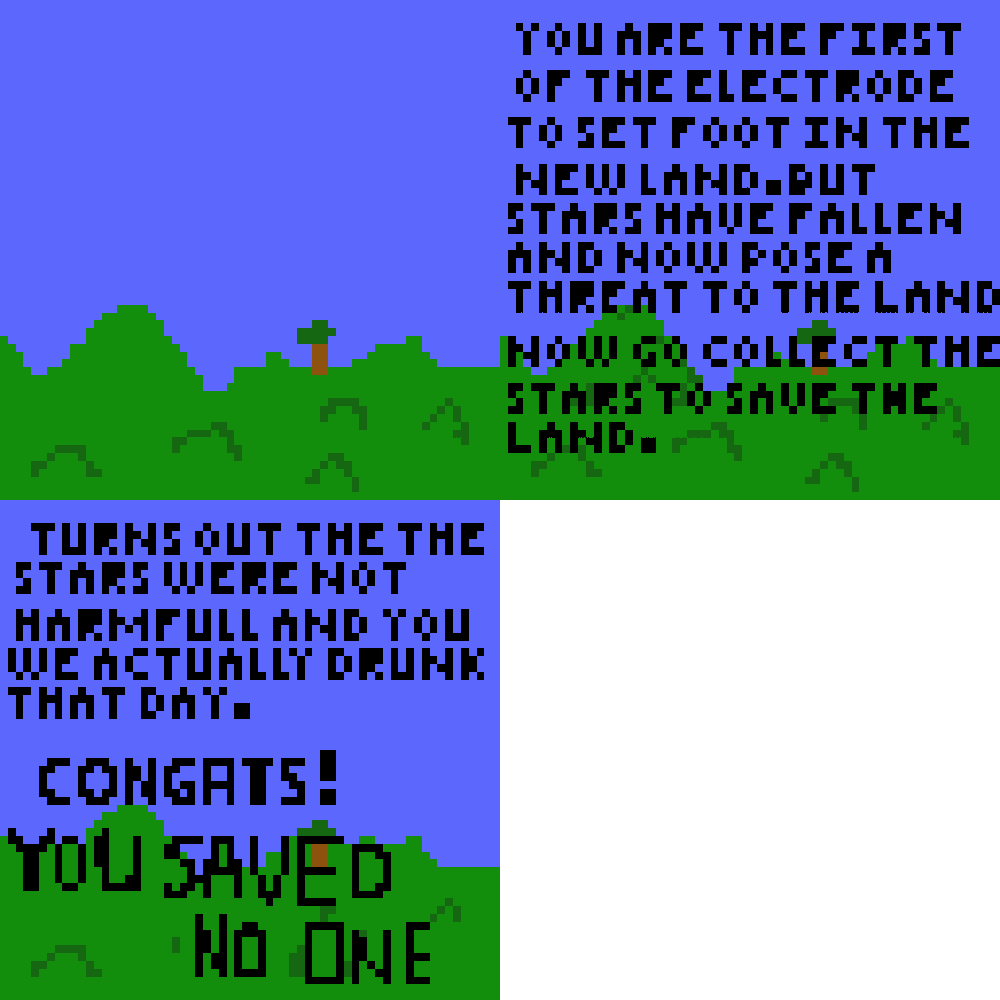 YOU ARE THE FIRST
OF THE ELECTRODE
TO SET FOOT IN THE
NEW LAND.BUT
STARS HAVE FALLEN
AND NOW POSE A
THREAT TO THE LAND
NOW GO COLLECT THE
STARS TO SAVE THE
LAND.
TURNS OUT THE THE
STARS WERE NOT
HARMFULL AND YOU
WE ACTUALLY DRUNK
THAT DAY.
CONGATS!
YOU SAVED
NO ONE